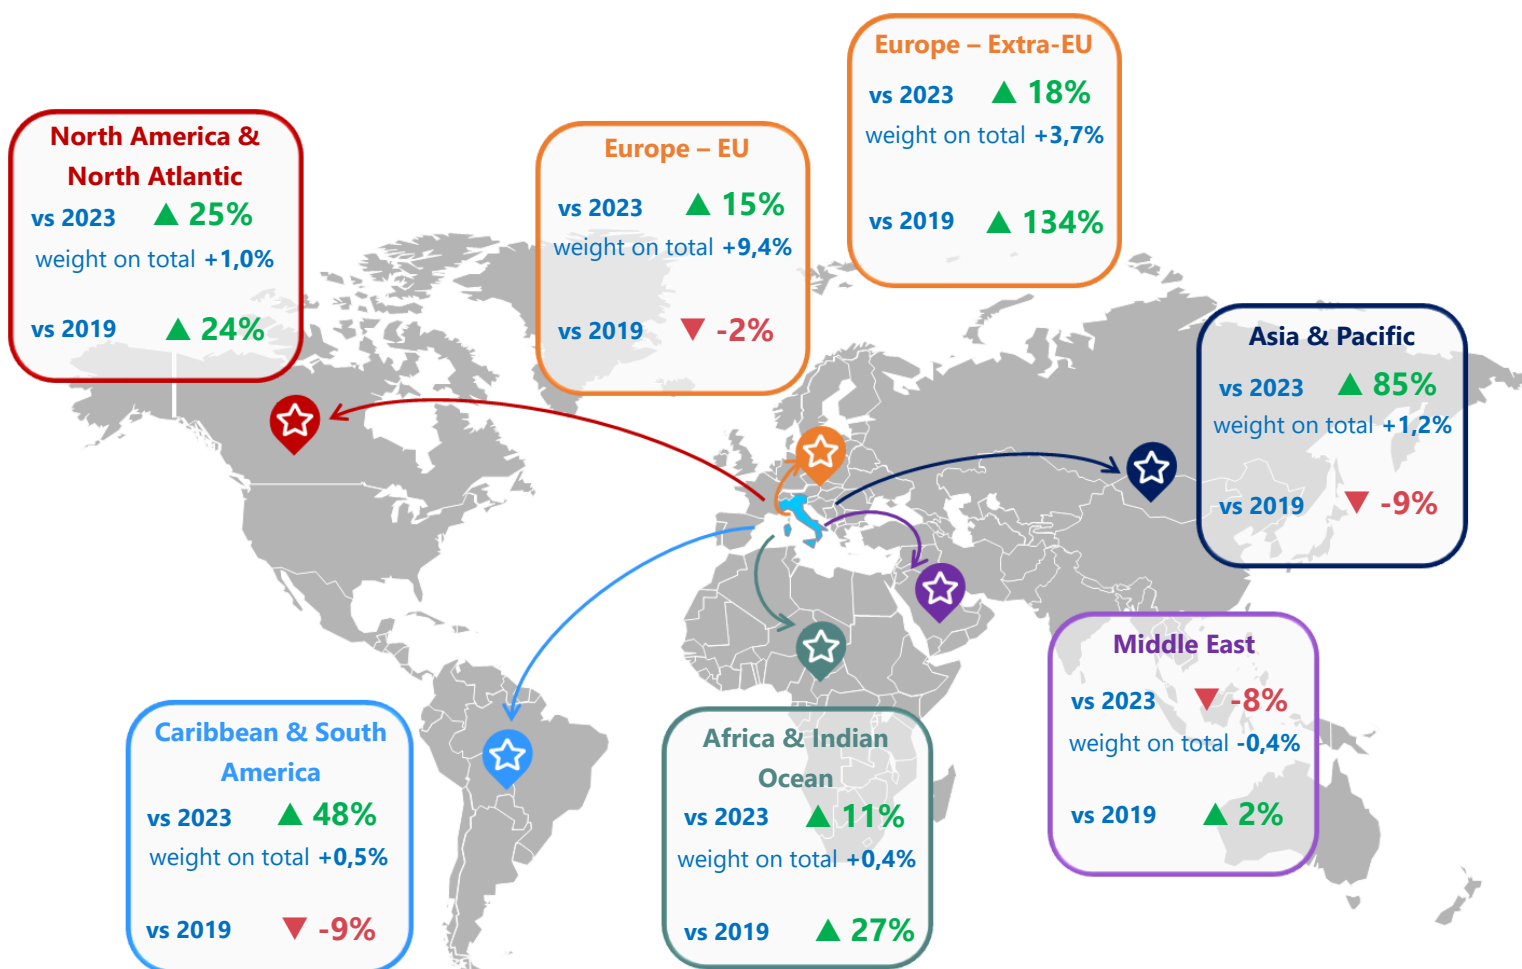 Europe – Extra-EU
vs 2023 ▲ 18%
weight on total +3,7%
vs 2019 ▲ 134%
North America &
North Atlantic
vs 2023 ▲ 25%
weight on total +1,0%
vs 2019 ▲ 24%
Europe – EU
vs 2023 ▲ 15%
weight on total +9,4%
vs 2019 ▼ -2%
Asia & Pacific
vs 2023 ▲ 85%
weight on total +1,2%
vs 2019 ▼ -9%
Middle East
vs 2023 ▼ -8%
weight on total -0,4%
vs 2019 ▲ 2%
Caribbean & South
America
vs 2023 ▲ 48%
weight on total +0,5%
vs 2019 ▼ -9%
Africa & Indian
Ocean
vs 2023 ▲ 11%
weight on total +0,4%
vs 2019 ▲ 27%